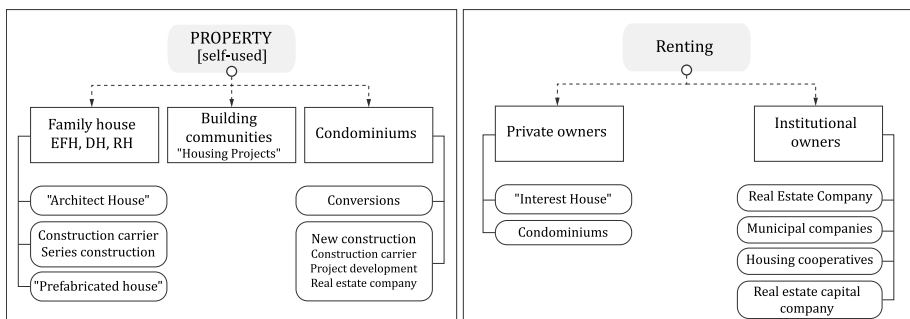 PROPERTY
[self-used]
Family house
EFH, DH, RH
Building
communities
"Housing Projects"
Condominiums
"Architect House"
Construction carrier
Series construction
"Prefabricated house"
Conversions
New construction
Construction carrier
Project development
Real estate company
Renting
Private owners
Institutional
owners
"Interest House"
Condominiums
Real Estate Company
Municipal companies
Housing cooperatives
Real estate capital
company